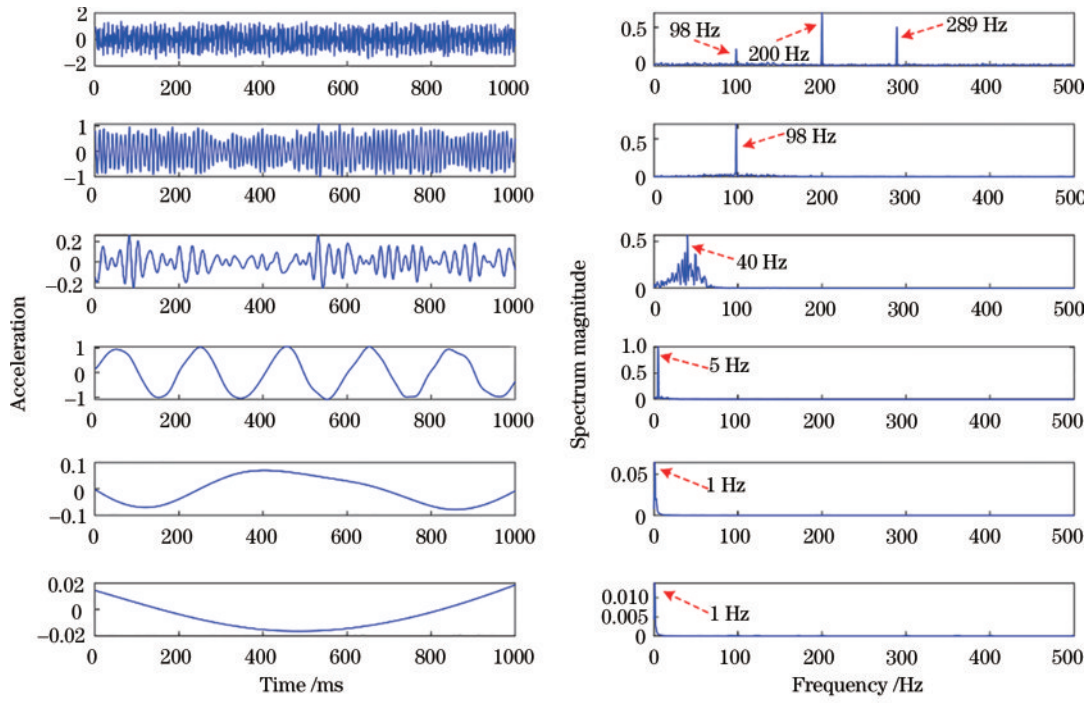 2
0
−2
0 200 400 600 800 1000
0.5
0
98 Hz
200 Hz
289 Hz
0 100 200 300 400 500
1
0
−1
0 200 400 600 800 1000
0.5
0
98 Hz
0 100 200 300 400 500
0.2
0
−0.2
0 200 400 600 800 1000
0.5
0
40 Hz
0 100 200 300 400 500
1
0
−1
0 200 400 600 800 1000
1.0
0.5
0
5 Hz
0 100 200 300 400 500
0.1
0
−0.1
0 200 400 600 800 1000
0.05
0
1 Hz
0 100 200 300 400 500
0.02
0
−0.02
0 200 400 600 800 1000
0.010
0.005
0
1 Hz
0 100 200 300 400 500
Acceleration
Time /ms
Spectrum magnitude
Frequency /Hz